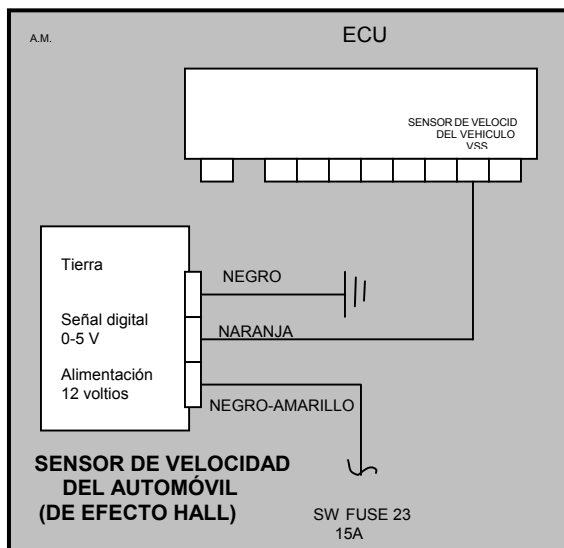 A.M.
ECU
SENSOR DE VELOCID
DEL VEHICULO
VSS
Tierra
NEGRO
Señal digital
0-5 V
NARANJA
Alimentación
12 voltios
NEGRO-AMARILLO
SENSOR DE VELOCIDAD
DEL AUTOMÓVIL
(DE EFECTO HALL)
SW FUSE 23
15A